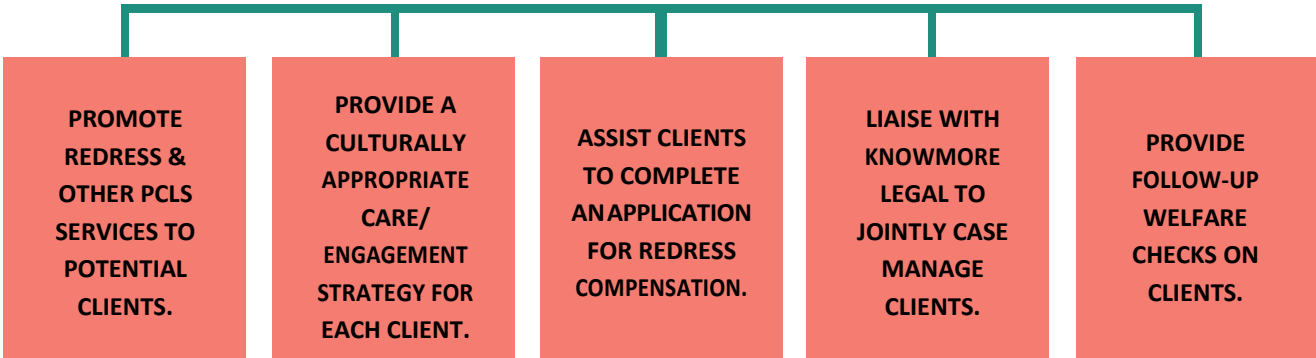 PROMOTE
REDRESS &
OTHER PCLS
SERVICES TO
POTENTIAL
CLIENTS.
PROVIDE A
CULTURALLY
APPROPRIATE
CARE/
ENGAGEMENT
STRATEGY FOR
EACH CLIENT.
ASSIST CLIENTS
TO COMPLETE
AN APPLICATION
FOR REDRESS
COMPENSATION.
LIAISE WITH
KNOWMORE
LEGAL TO
JOINTLY CASE
MANAGE
CLIENTS.
PROVIDE
FOLLOW-UP
WELFARE
CHECKS ON
CLIENTS.